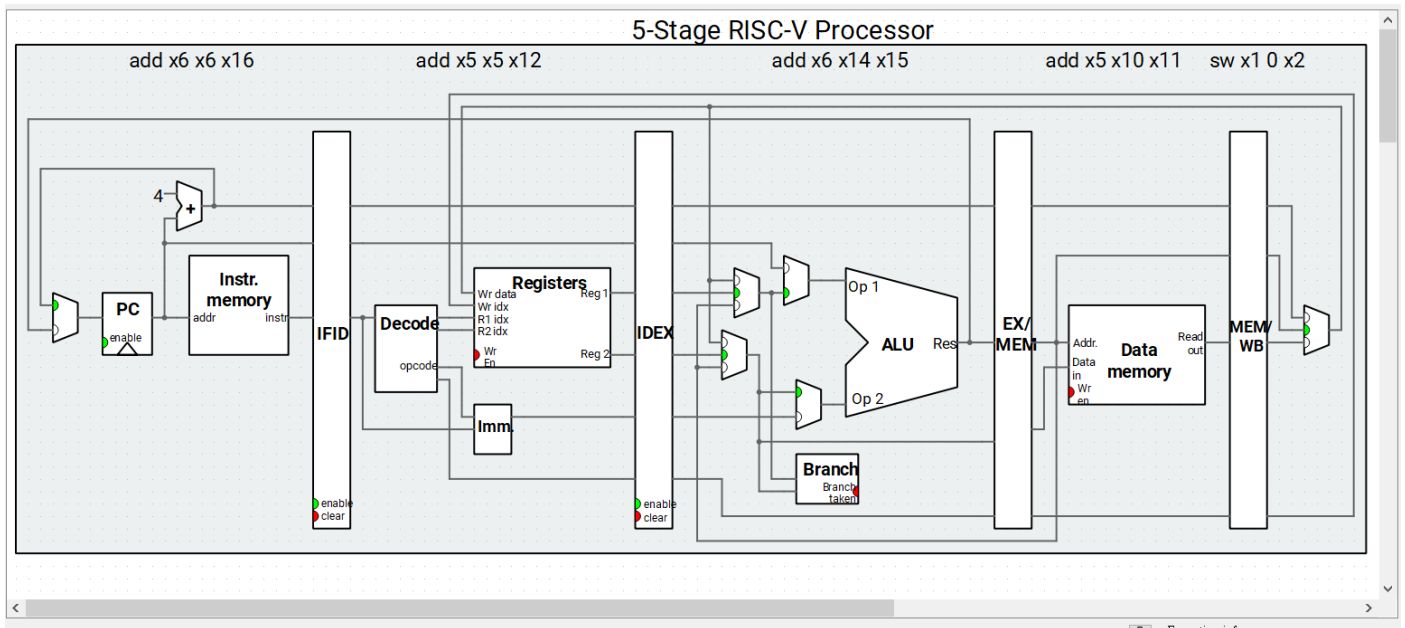 5-Stage RISC-V Processor
add x6 x6 x16
add x5 x5 x12
add x6 x14 x15
add x5 x10 x11
sw x1 0 x2
4
+
PC
enable
Instr.
memory
addr
instr
IFID
enable
clear
Decode
opcode
Registers
Wr data
Wr idx
R1 idx
R2 idx
Wr
En
Reg 1
Reg 2
Imm.
IDEX
enable
clear
Op 1
ALU
Res
Op 2
Branch
Branch
taken
EX/
MEM
Addr.
Data
in
Wr
en
Data
memory
Read
out
MEM/
WB